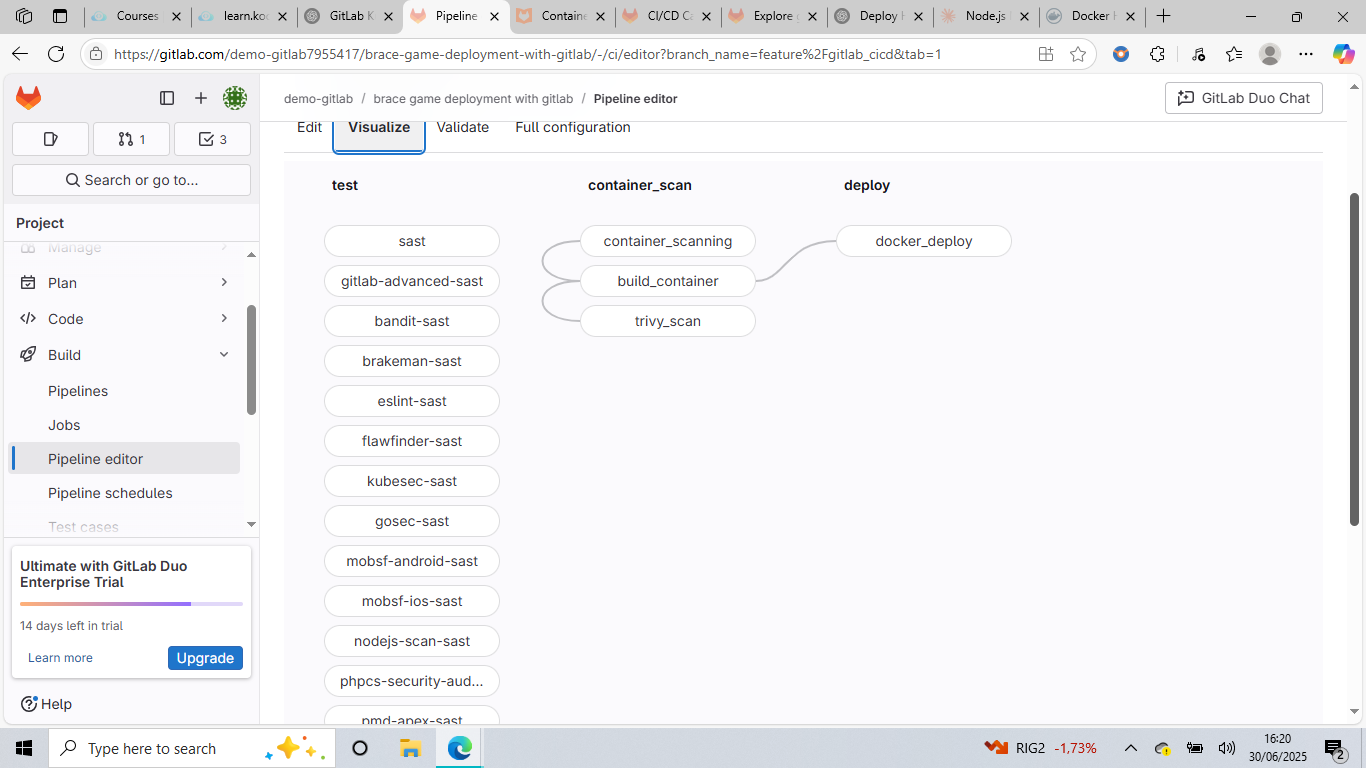 Courses
learn.ko
GitLab K
Pipeline
Containe
CI/CD Ca
Explore
Deploy
Node.js
Docker
https://gitlab.com/demo-gitlab7955417/brace-game-deployment-with-gitlab/-/ci/editor?branch_name=feature%2Fgitlab_cicd&tab=1
demo-gitlab / brace game deployment with gitlab / Pipeline editor
GitLab Duo Chat
1
3
Search or go to...
Project
Manage
Plan
Code
Build
Pipelines
Jobs
Pipeline editor
Pipeline schedules
Test cases
Ultimate with GitLab Duo
Enterprise Trial
14 days left in trial
Learn more
Upgrade
Help
Edit
Visualize
Validate
Full configuration
test
container_scan
deploy
sast
gitlab-advanced-sast
bandit-sast
brakeman-sast
eslint-sast
flawfinder-sast
kubesec-sast
gosec-sast
mobsf-android-sast
mobsf-ios-sast
nodejs-scan-sast
phpcs-security-aud...
pmd-apex-sast
container_scanning
build_container
trivy_scan
docker_deploy
Type here to search
RIG2 -1,73%
16:20
30/06/2025
2